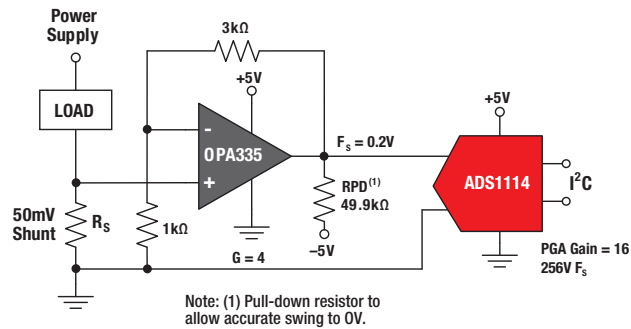 Power
Supply
3kΩ
+5V
+5V
LOAD
-
OPA335
+
Fs = 0.2V
ADS1114
I²C
RPD(1)
49.9kΩ
50mV
Shunt
Rs
1kΩ
–5V
G = 4
PGA Gain = 16
256V Fs
Note: (1) Pull-down resistor to
allow accurate swing to 0V.